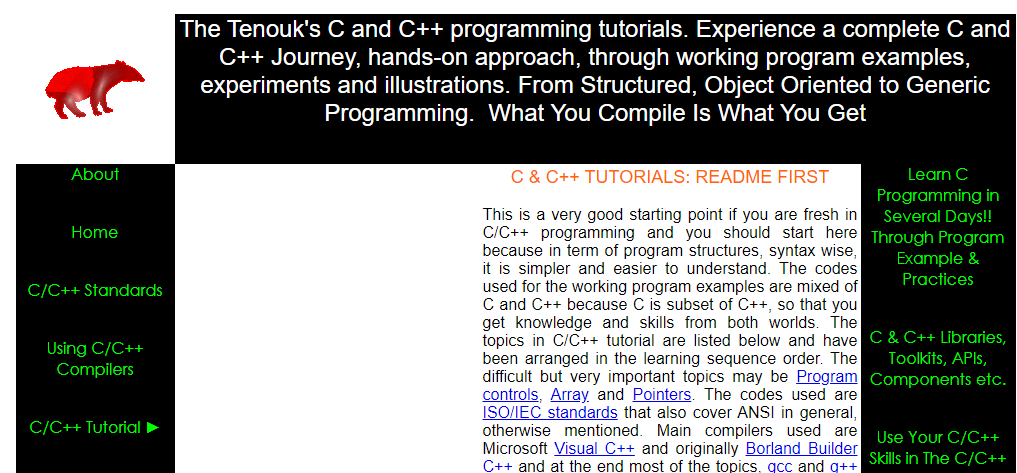 The Tenouk's C and C++ programming tutorials. Experience a complete C and
C++ Journey, hands-on approach, through working program examples,
experiments and illustrations. From Structured, Object Oriented to Generic
Programming.  What You Compile Is What You Get
About
Home
C/C++ Standards
Using C/C++
Compilers
C/C++ Tutorial ►
C & C++ TUTORIALS: README FIRST
This is a very good starting point if you are fresh in
C/C++ programming and you should start here
because in term of program structures, syntax wise,
it is simpler and easier to understand. The codes
used for the working program examples are mixed of
C and C++ because C is subset of C++, so that you
get knowledge and skills from both worlds. The
topics in C/C++ tutorial are listed below and have
been arranged in the learning sequence order. The
difficult but very important topics may be Program
controls, Array and Pointers. The codes used are
ISO/IEC standards that also cover ANSI in general,
otherwise mentioned. Main compilers used are
Microsoft Visual C++ and originally Borland Builder
C++ and at the end most of the topics, gcc and g++
Learn C
Programming in
Several Days!!
Through Program
Example &
Practices
C & C++ Libraries,
Toolkits, APIs,
Components etc.
Use Your C/C++
Skills in The C/C++